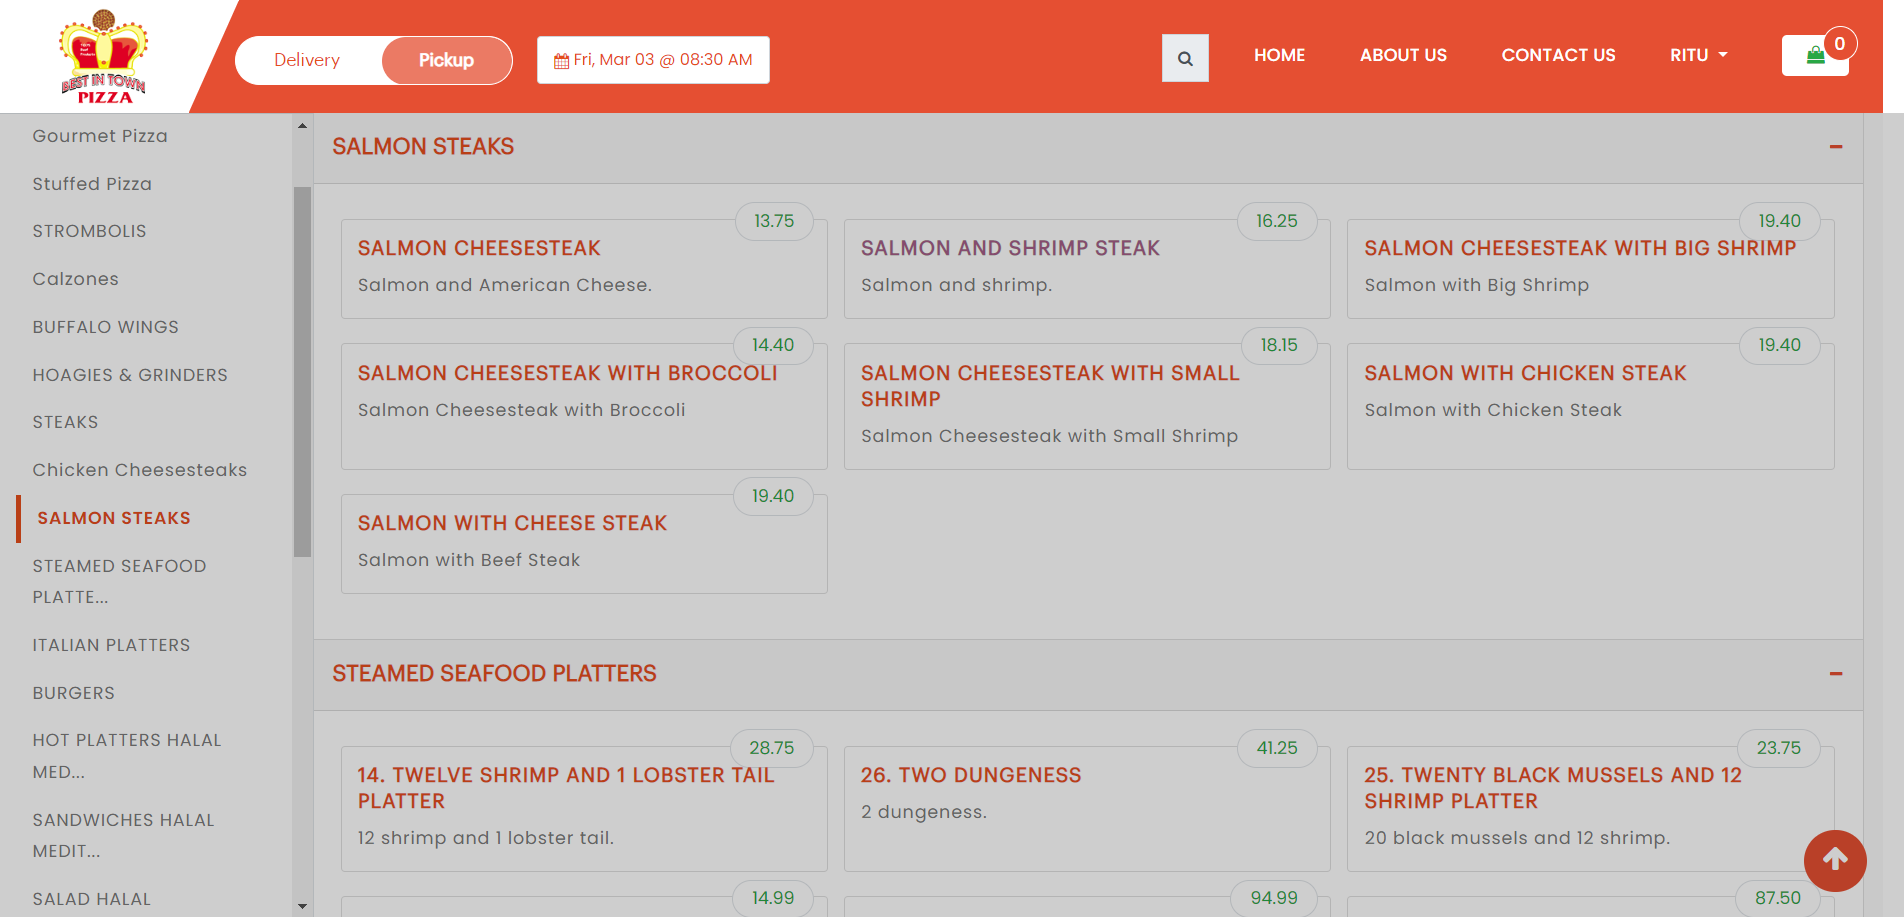 BEST IN TOWN
PIZZA
Delivery
Pickup
Fri, Mar 03 @ 08:30 AM
HOME
ABOUT US
CONTACT US
RITU
0
Gourmet Pizza
Stuffed Pizza
STROMBOLIS
Calzones
BUFFALO WINGS
HOAGIES & GRINDERS
STEAKS
Chicken Cheesesteaks
SALMON STEAKS
STEAMED SEAFOOD
PLATTE...
ITALIAN PLATTERS
BURGERS
HOT PLATTERS HALAL
MED...
SANDWICHES HALAL
MEDIT...
SALAD HALAL
SALMON STEAKS
13.75
SALMON CHEESESTEAK
Salmon and American Cheese.
16.25
SALMON AND SHRIMP STEAK
Salmon and shrimp.
19.40
SALMON CHEESESTEAK WITH BIG SHRIMP
Salmon with Big Shrimp
14.40
SALMON CHEESESTEAK WITH BROCCOLI
Salmon Cheesesteak with Broccoli
18.15
SALMON CHEESESTEAK WITH SMALL
SHRIMP
Salmon Cheesesteak with Small Shrimp
19.40
SALMON WITH CHICKEN STEAK
Salmon with Chicken Steak
19.40
SALMON WITH CHEESE STEAK
Salmon with Beef Steak
STEAMED SEAFOOD PLATTERS
28.75
14. TWELVE SHRIMP AND 1 LOBSTER TAIL
PLATTER
12 shrimp and 1 lobster tail.
41.25
26. TWO DUNGENESS
2 dungeness.
23.75
25. TWENTY BLACK MUSSELS AND 12
SHRIMP PLATTER
20 black mussels and 12 shrimp.
14.99
94.99
87.50